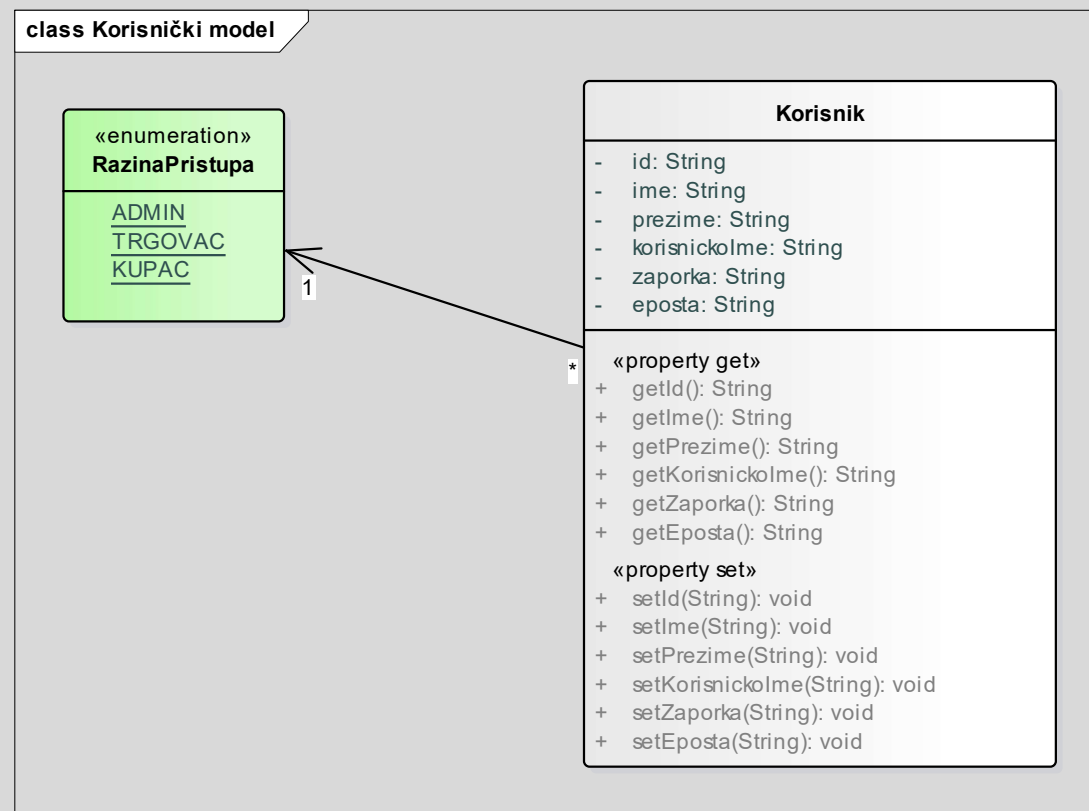 class Korisnički model
«enumeration»
RazinaPristupa
ADMIN
TRGOVAC
KUPAC
1
*
Korisnik
- id: String
- ime: String
- prezime: String
- korisnickoIme: String
- zaporka: String
- eposta: String
«property get»
+ getId(): String
+ getIme(): String
+ getPrezime(): String
+ getKorisnickoIme(): String
+ getZaporka(): String
+ getEposta(): String
«property set»
+ setId(String): void
+ setIme(String): void
+ setPrezime(String): void
+ setKorisnickoIme(String): void
+ setZaporka(String): void
+ setEposta(String): void